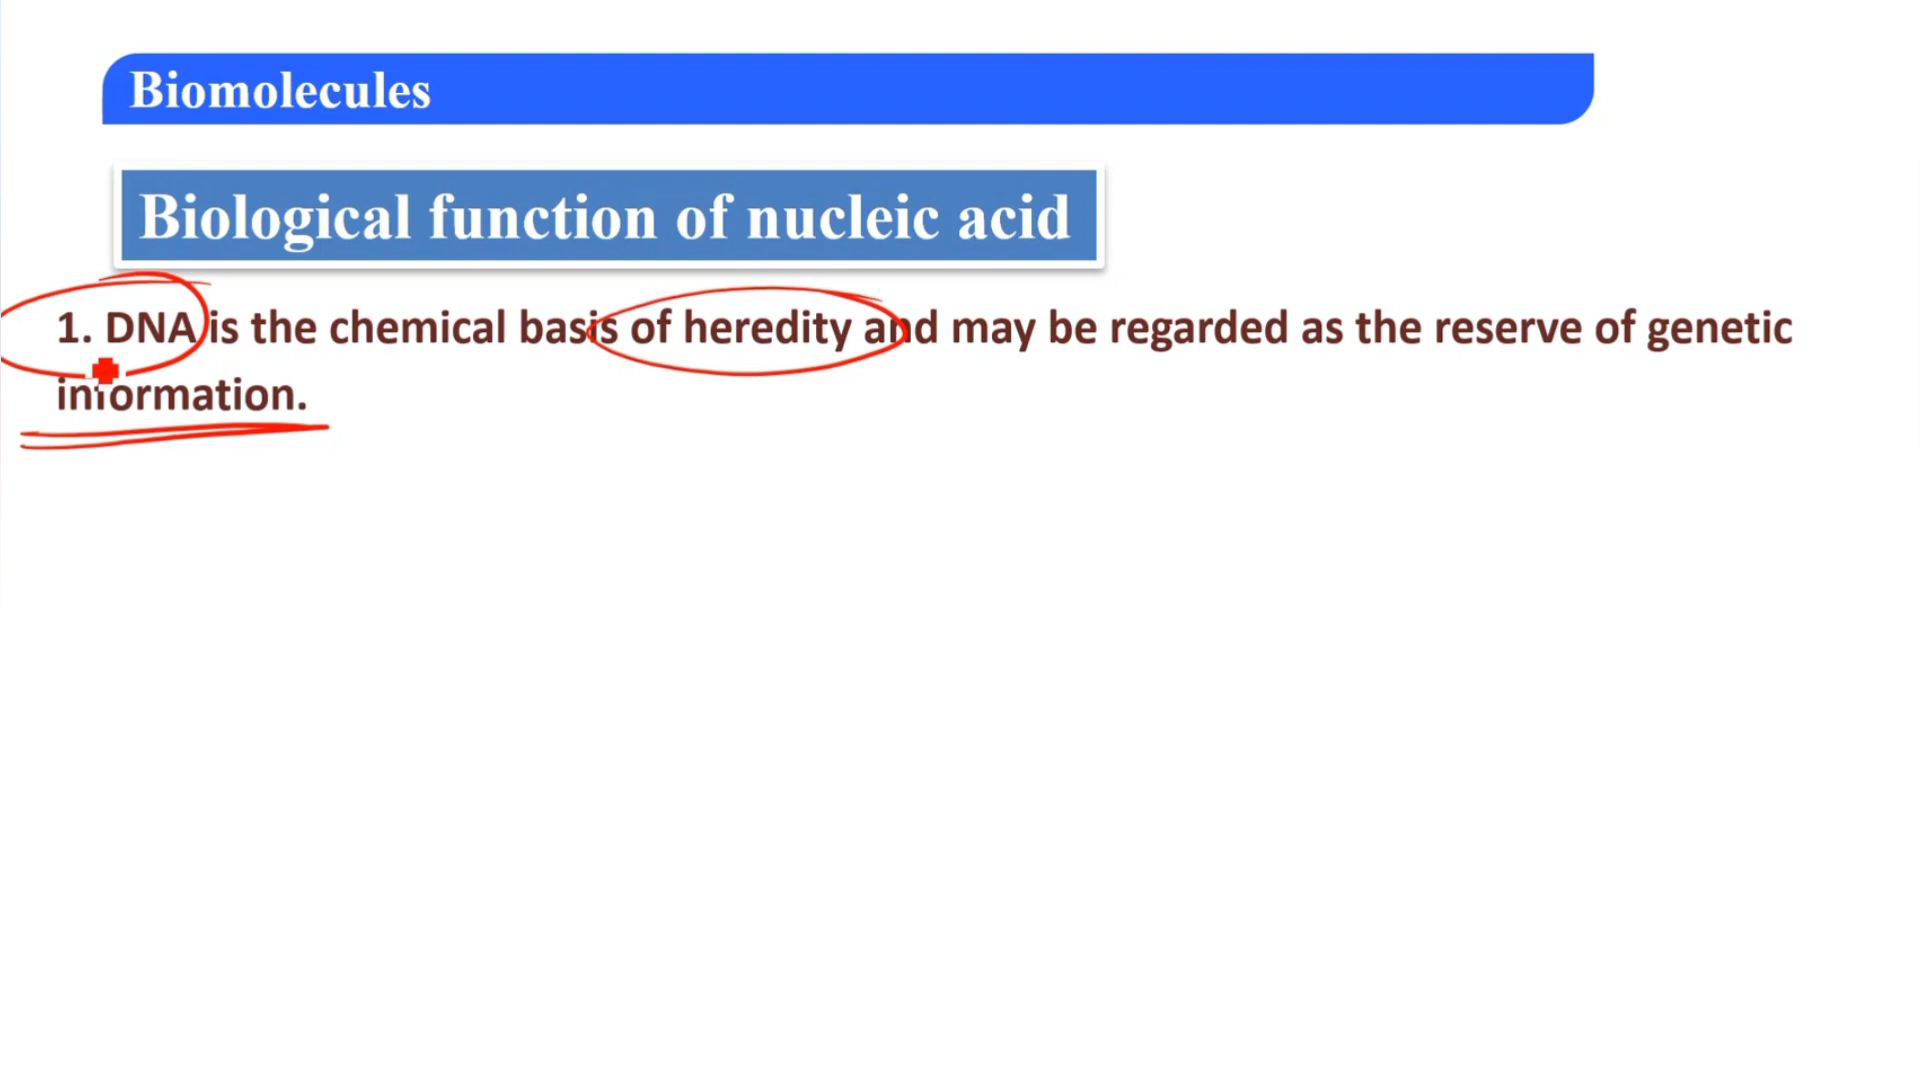 Biomolecules
Biological function of nucleic acid
1. DNA is the chemical basis of heredity and may be regarded as the reserve of genetic
information.